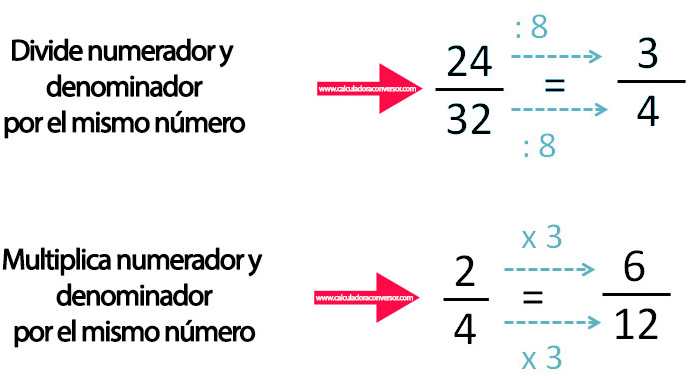 Divide numerador y
denominador
por el mismo número
www.calculadoraconversor.com
: 8
24
32
=
3
4
: 8
Multiplica numerador y
denominador
por el mismo número
www.calculadoraconversor.com
x 3
2
4
=
6
12
x 3